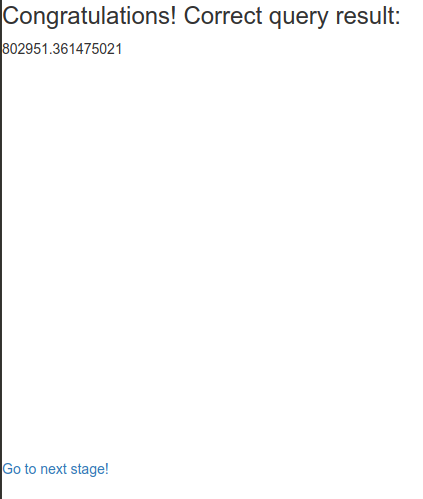 Congratulations! Correct query result:
802951.361475021
Go to next stage!